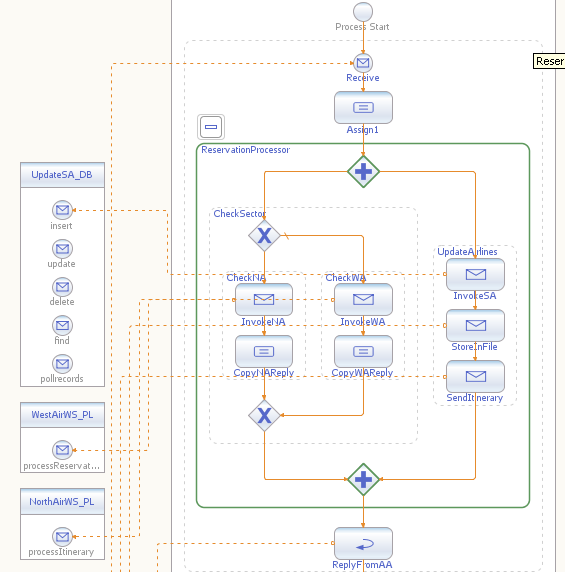 Process Start
Receive
Reser
Assign1
ReservationProcessor
UpdateSA_DB
insert
update
delete
find
pollrecords
CheckSector
UpdateAirlines
InvokeSA
CheckNA
CheckWA
InvokeNA
InvokeWA
StoreInFile
CopyNAReply
CopyWAReply
SendItinerary
WestAirWS_PL
processReservat...
NorthAirWS_PL
processItinerary
ReplyFromAA